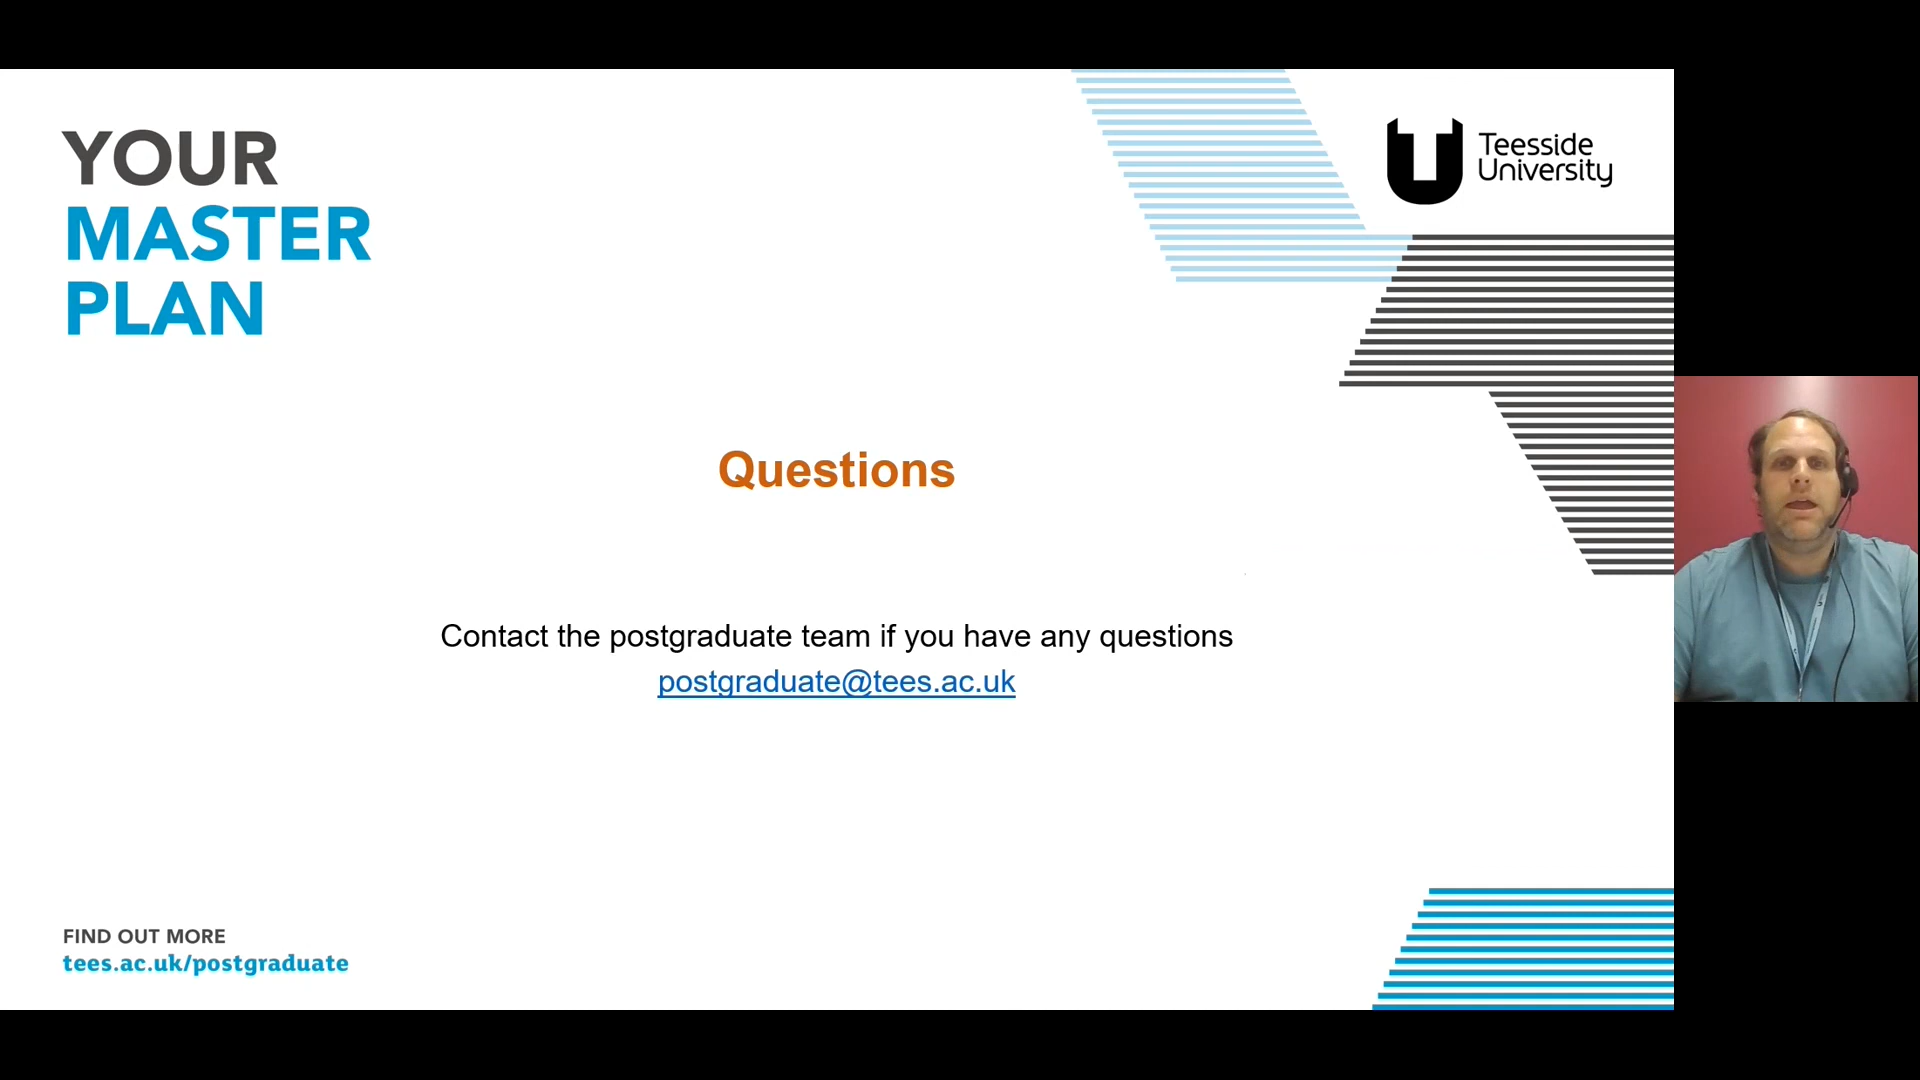 YOUR
MASTER
PLAN
Teesside
University
Questions
Contact the postgraduate team if you have any questions
postgraduate@tees.ac.uk
FIND OUT MORE
tees.ac.uk/postgraduate